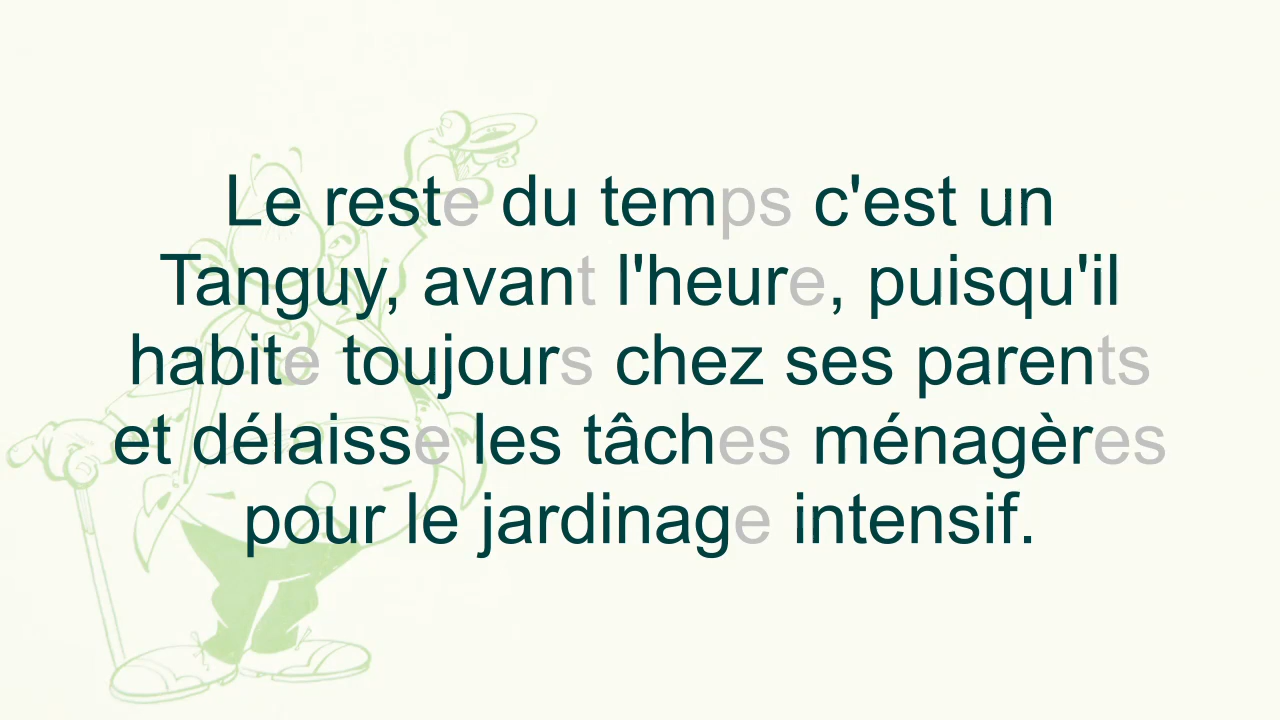 Le reste du temps c'est un
Tanguy, avant l'heure, puisqu'il
habite toujours chez ses parents
et délaisse les tâches ménagères
pour le jardinage intensif.